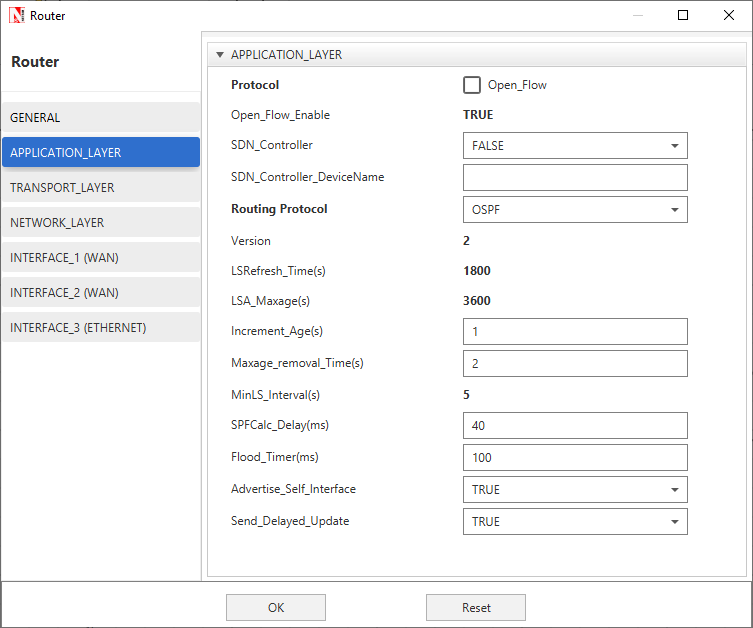 Router
Router
GENERAL
APPLICATION_LAYER
TRANSPORT_LAYER
NETWORK_LAYER
INTERFACE_1 (WAN)
INTERFACE_2 (WAN)
INTERFACE_3 (ETHERNET)
APPLICATION_LAYER
Protocol Open_Flow
Open_Flow_Enable TRUE
SDN_Controller FALSE
SDN_Controller_DeviceName
Routing Protocol OSPF
Version 2
LSRefresh_Time(s) 1800
LSA_Maxage(s) 3600
Increment_Age(s) 1
Maxage_removal_Time(s) 2
MinLS_Interval(s) 5
SPFCalc_Delay(ms) 40
Flood_Timer(ms) 100
Advertise_Self_Interface TRUE
Send_Delayed_Update TRUE
OK Reset